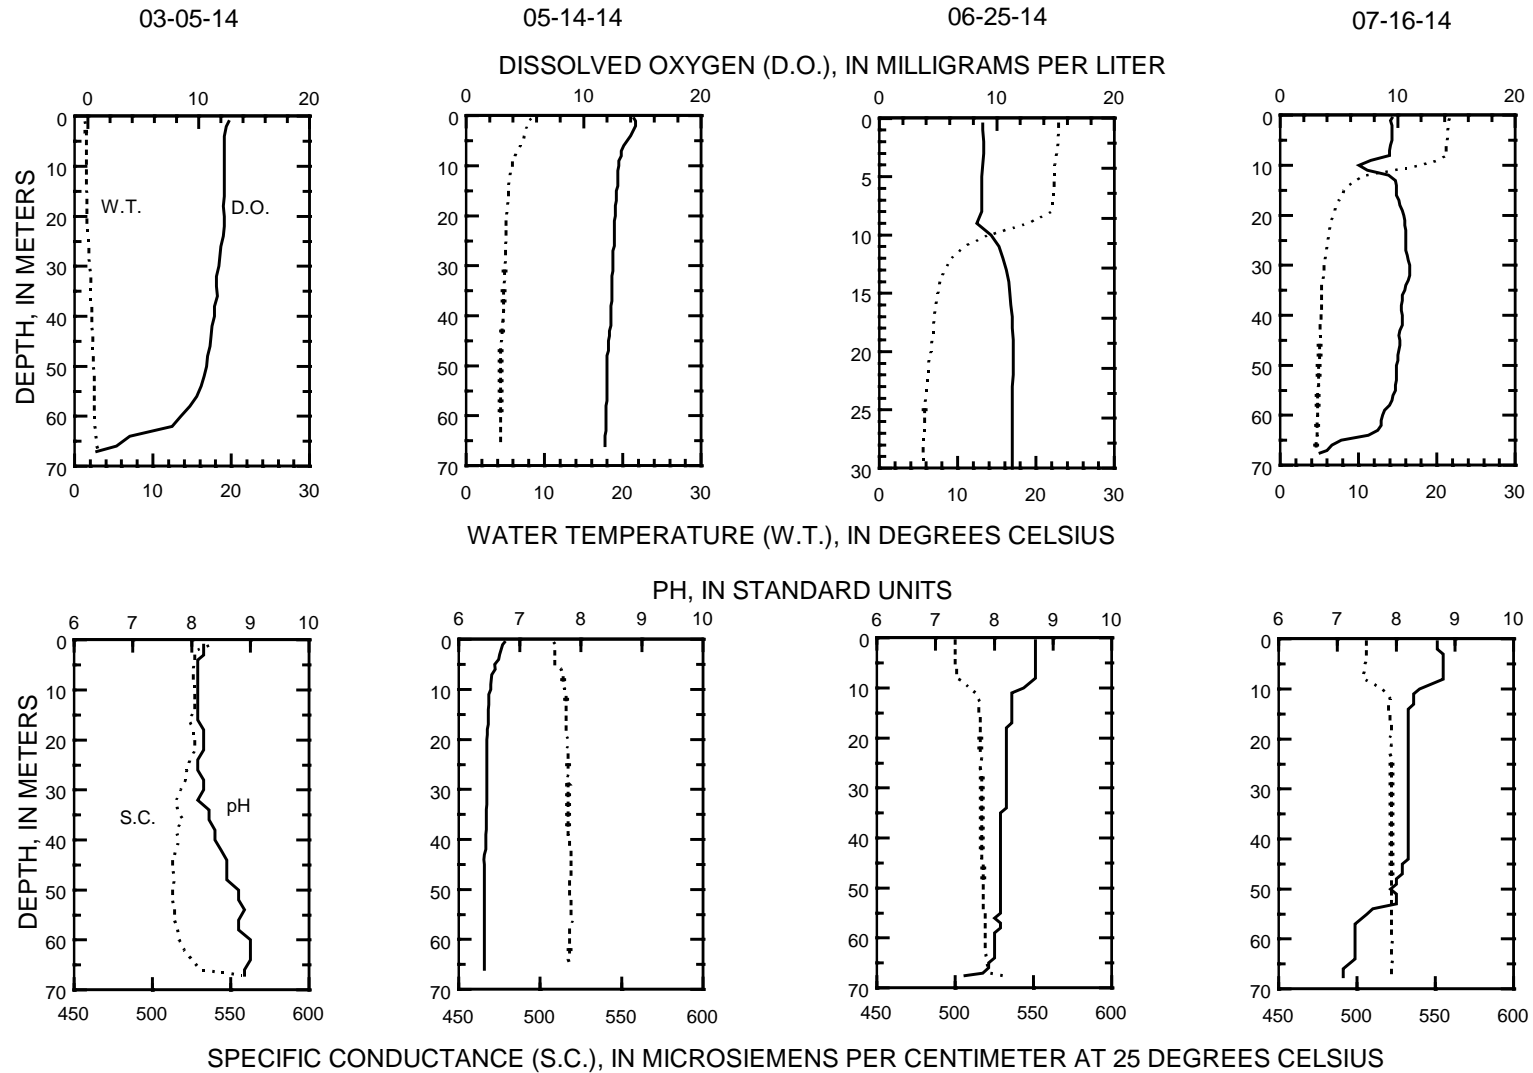 03-05-14 05-14-14 06-25-14 07-16-14
DISSOLVED OXYGEN (D.O.), IN MILLIGRAMS PER LITER
0 10 20 0 10 20 0 10 20 0 10 20
DEPTH, IN METERS
0 10 20 30 40 50 60 70
W.T. D.O.
0 10 20 30
0 10 20 30 40 50 60 70
0 10 20 30
0 5 10 15 20 25 30
0 10 20 30
0 10 20 30 40 50 60 70
0 10 20 30
WATER TEMPERATURE (W.T.), IN DEGREES CELSIUS
PH, IN STANDARD UNITS
6 7 8 9 10 6 7 8 9 10 6 7 8 9 10 6 7 8 9 10
DEPTH, IN METERS
0 10 20 30 40 50 60 70
S.C. pH
450 500 550 600
0 10 20 30 40 50 60 70
450 500 550 600
0 10 20 30 40 50 60 70
450 500 550 600
0 10 20 30 40 50 60 70
450 500 550 600
SPECIFIC CONDUCTANCE (S.C.), IN MICROSIEMENS PER CENTIMETER AT 25 DEGREES CELSIUS